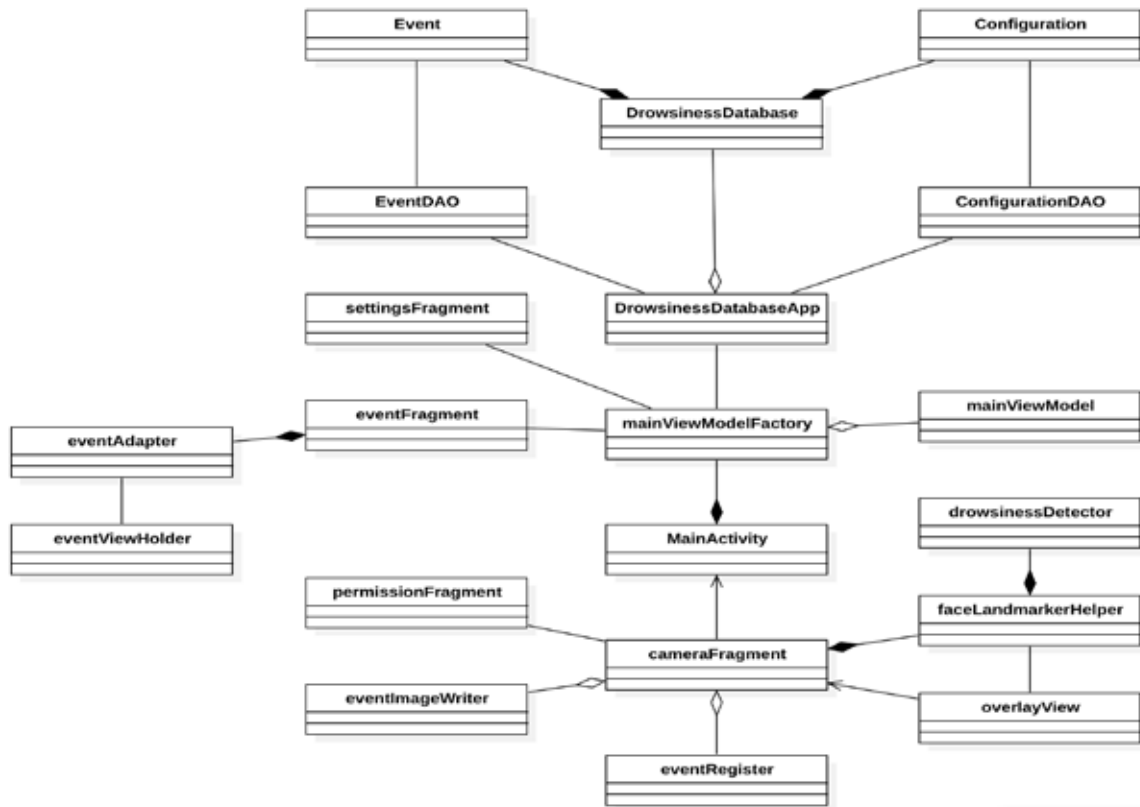 Event
Configuration
DrowsinessDatabase
EventDAO
ConfigurationDAO
settingsFragment
DrowsinessDatabaseApp
eventFragment
mainViewModelFactory
mainViewModel
eventAdapter
drowsinessDetector
eventViewHolder
MainActivity
permissionFragment
faceLandmarkerHelper
cameraFragment
eventImageWriter
overlayView
eventRegister